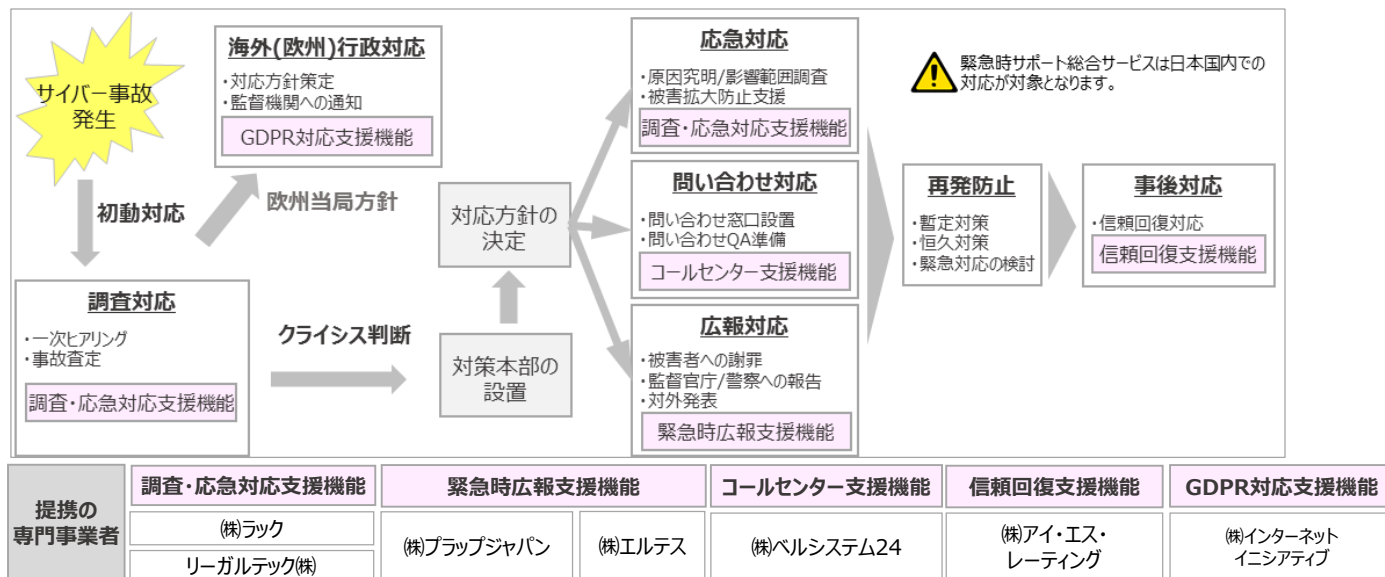 サイバー事故
発生
初動対応
海外(欧州)行政対応
・対応方針策定
・監督機関への通知
GDPR対応支援機能
欧州当局方針
調査対応
・一次ヒアリング
・事故査定
調査・応急対応支援機能
クライシス判断
対策本部の
設置
対応方針の
決定
応急対応
・原因究明/影響範囲調査
・被害拡大防止支援
調査・応急対応支援機能
問い合わせ対応
・問い合わせ窓口設置
・問い合わせQA準備
コールセンター支援機能
広報対応
・被害者への謝罪
・監督官庁/警察への報告
・対外発表
緊急時広報支援機能
緊急時サポート総合サービスは日本国内での
対応が対象となります。
再発防止
・暫定対策
・恒久対策
・緊急対応の検討
事後対応
・信頼回復対応
信頼回復支援機能
提携の
専門事業者
調査・応急対応支援機能
緊急時広報支援機能
コールセンター支援機能
信頼回復支援機能
GDPR対応支援機能
㈱ラック
リーガルテック㈱
㈱プラップジャパン
㈱エルテス
㈱ベルシステム24
㈱アイ・エス・
レーティング
㈱インターネット
イニシアティブ